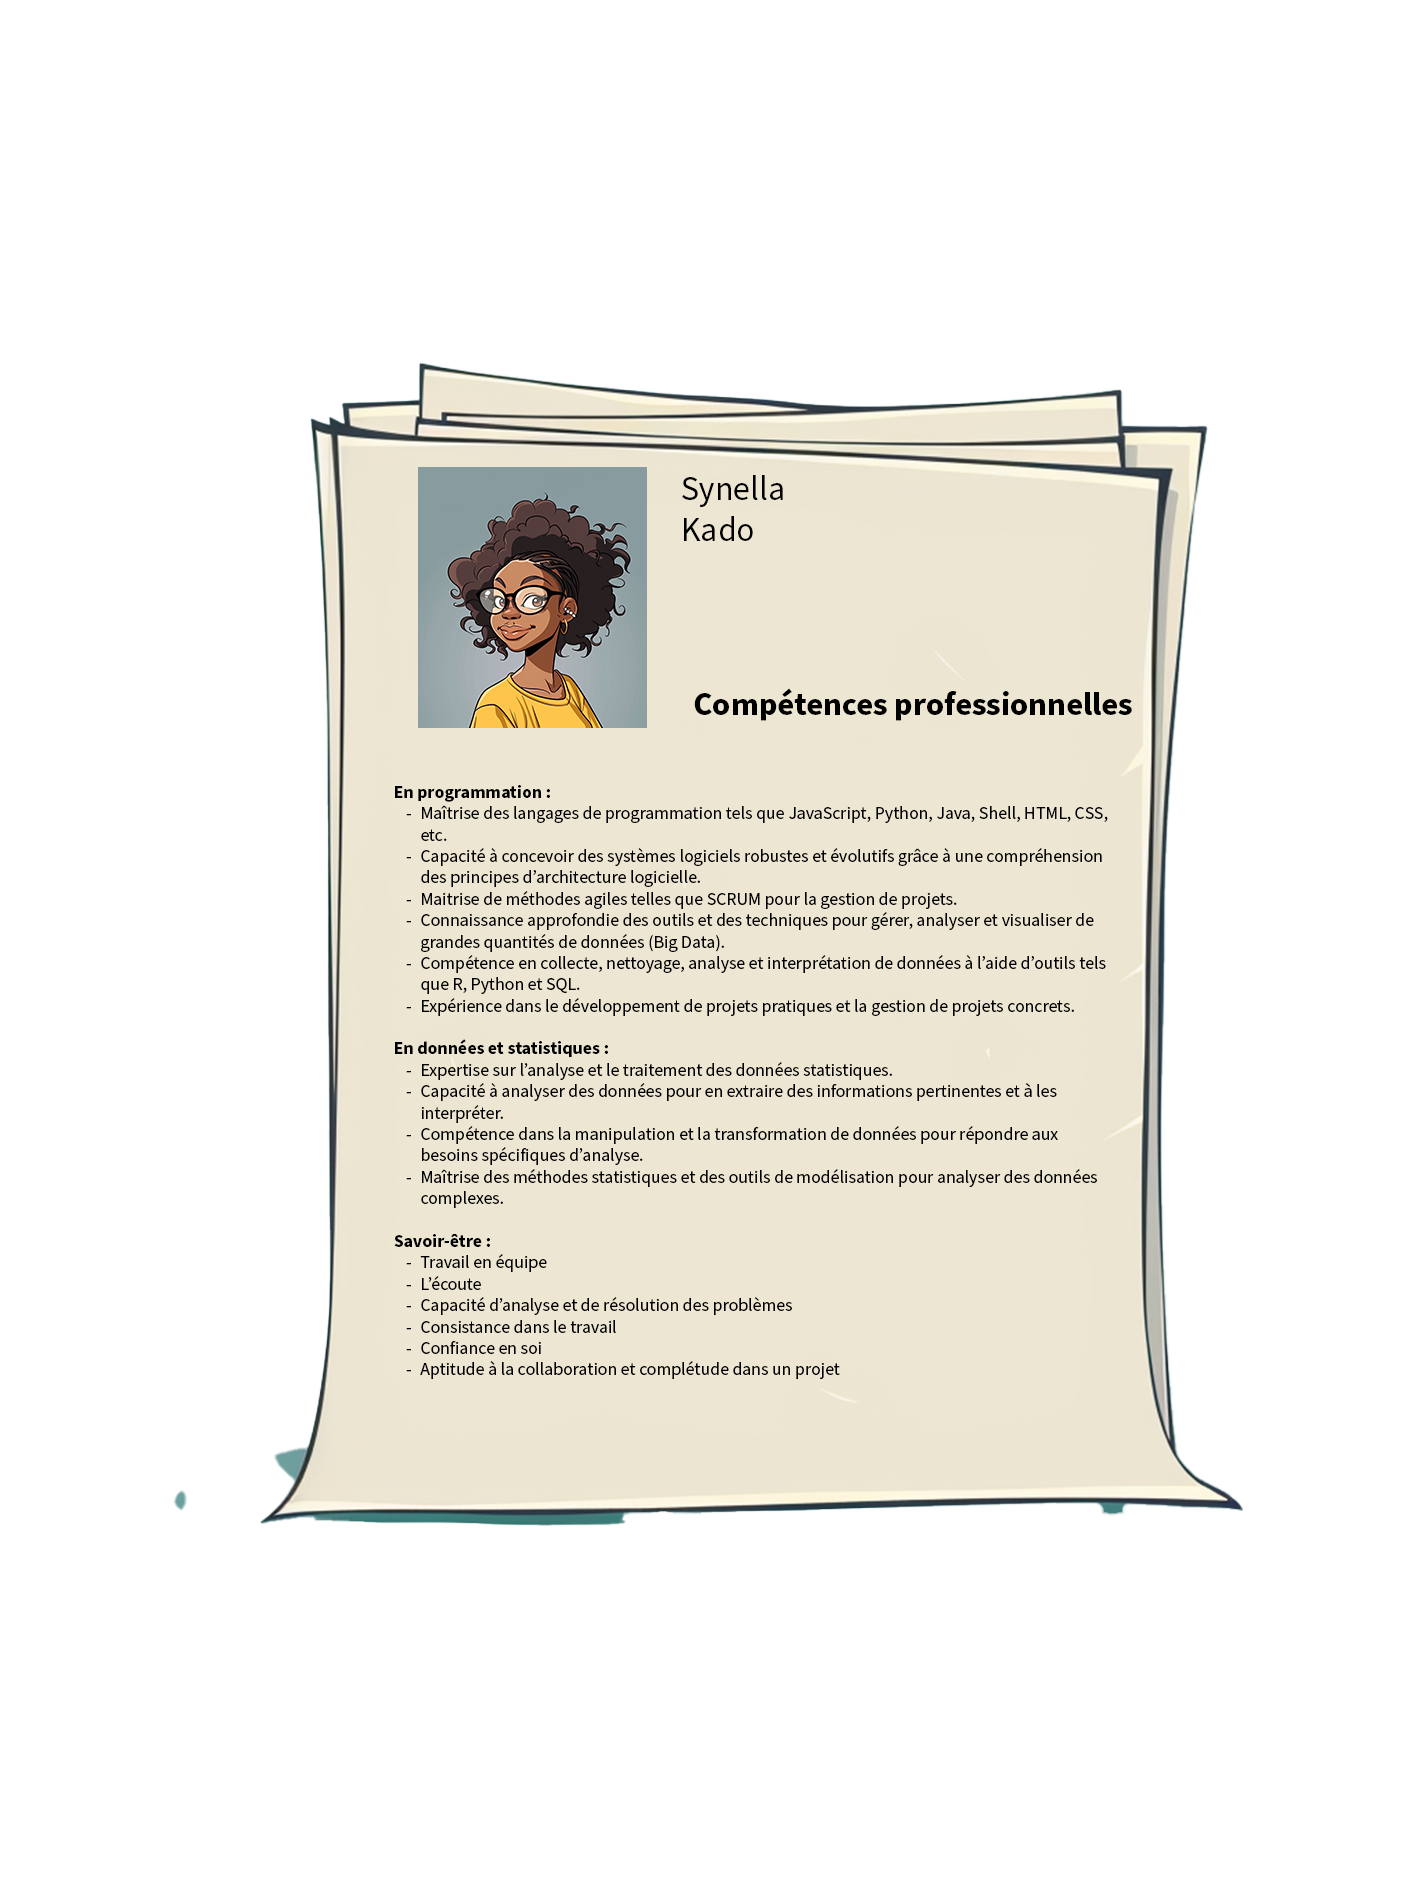 Synella
Kado
Compétences professionnelles
En programmation :
- Maîtrise des langages de programmation tels que JavaScript, Python, Java, Shell, HTML, CSS,
etc.
- Capacité à concevoir des systèmes logiciels robustes et évolutifs grâce à une compréhension
des principes d’architecture logicielle.
- Maitrise de méthodes agiles telles que SCRUM pour la gestion de projets.
- Connaissance approfondie des outils et des techniques pour gérer, analyser et visualiser de
grandes quantités de données (Big Data).
- Compétence en collecte, nettoyage, analyse et interprétation de données à l’aide d’outils tels
que R, Python et SQL.
- Expérience dans le développement de projets pratiques et la gestion de projets concrets.
En données et statistiques :
- Expertise sur l’analyse et le traitement des données statistiques.
- Capacité à analyser des données pour en extraire des informations pertinentes et à les
interpréter.
- Compétence dans la manipulation et la transformation de données pour répondre aux
besoins spécifiques d’analyse.
- Maîtrise des méthodes statistiques et des outils de modélisation pour analyser des données
complexes.
Savoir-être :
- Travail en équipe
- L’écoute
- Capacité d’analyse et de résolution des problèmes
- Consistance dans le travail
- Confiance en soi
- Aptitude à la collaboration et complétude dans un projet